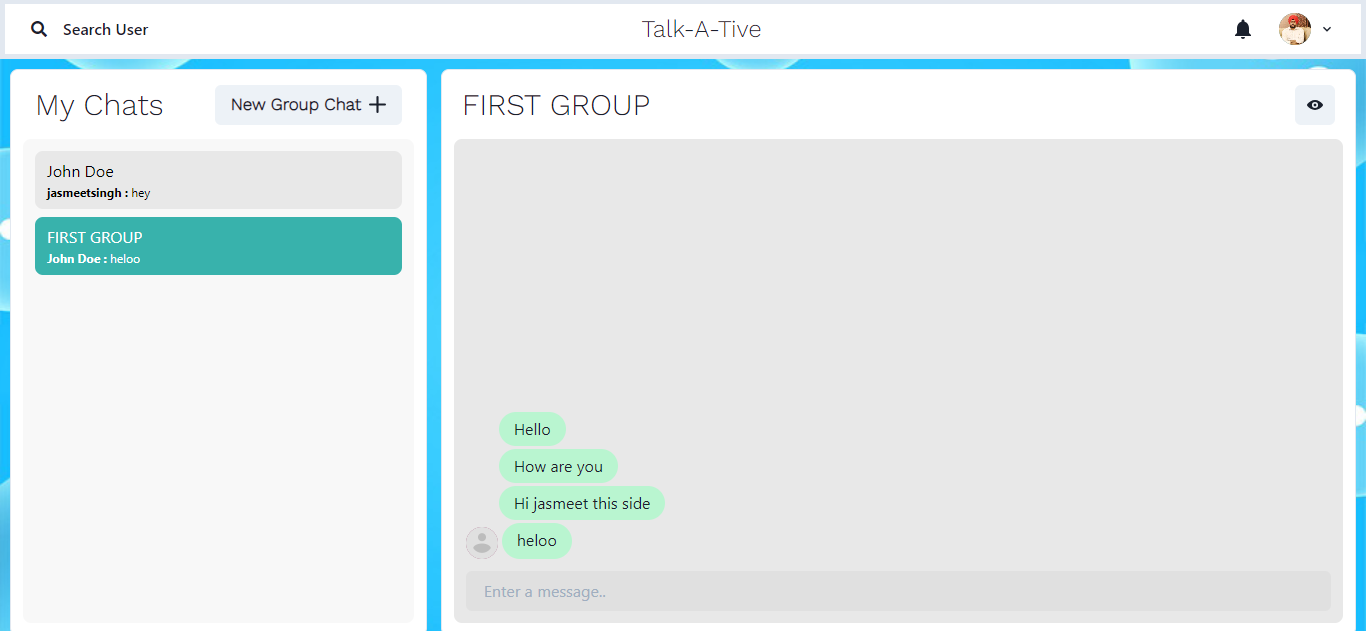 Search User
Talk-A-Tive
My Chats
New Group Chat +
John Doe
jasmeetsingh : hey
FIRST GROUP
John Doe : heloo
FIRST GROUP
Hello
How are you
Hi jasmeet this side
heloo
Enter a message..